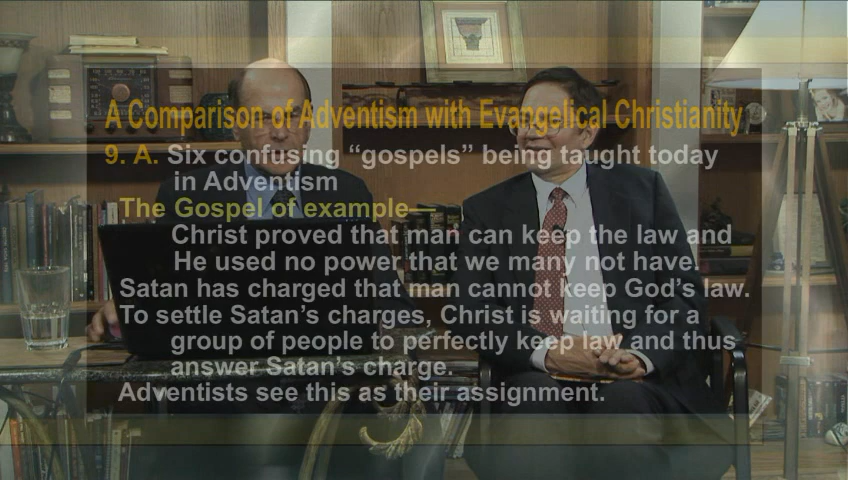 A Comparison of Adventism with Evangelical Christianity
9. A. Six confusing “gospels” being taught today
in Adventism
The Gospel of example—
Christ proved that man can keep the law and
He used no power that we many not have.
Satan has charged that man cannot keep God’s law.
To settle Satan’s charges, Christ is waiting for a
group of people to perfectly keep law and thus
answer Satan’s charge.
Adventists see this as their assignment.